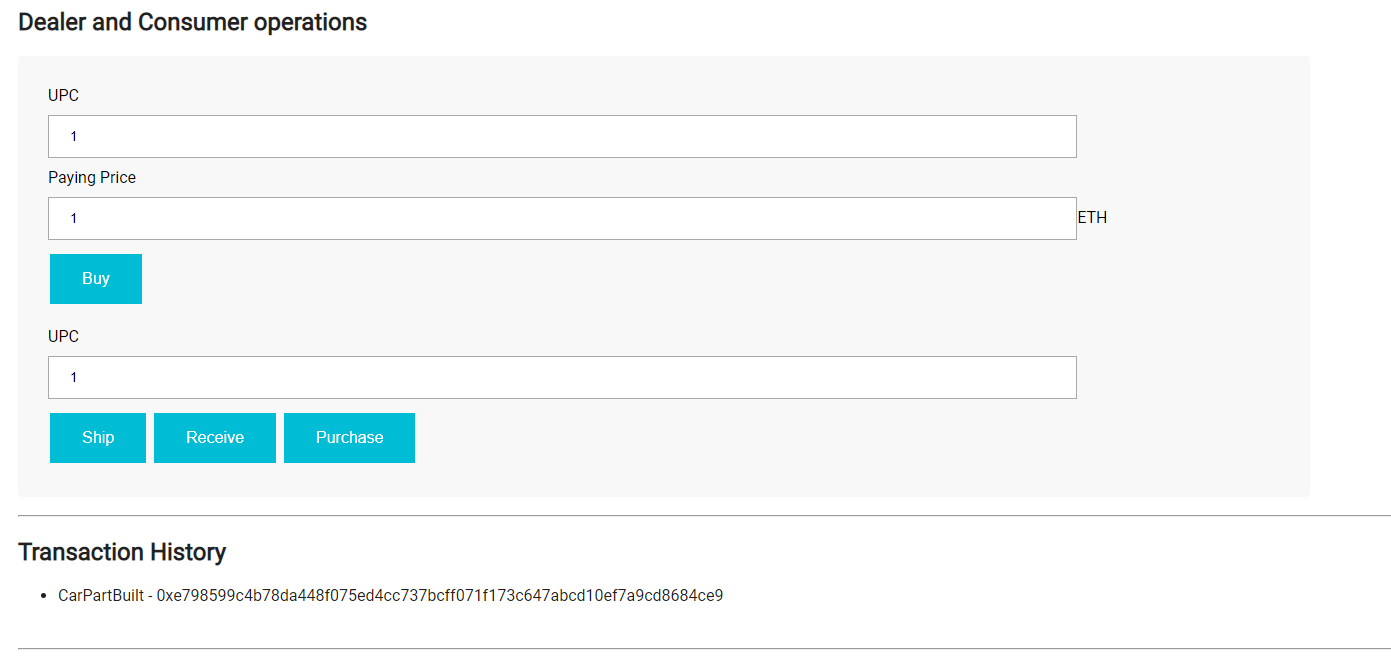 Dealer and Consumer operations
UPC
1
Paying Price
1 ETH
Buy
UPC
1
Ship Receive Purchase
Transaction History
CarPartBuilt - 0xe798599c4b78da448f075ed4cc737bcff071f173c647abcd10ef7a9cd8684ce9